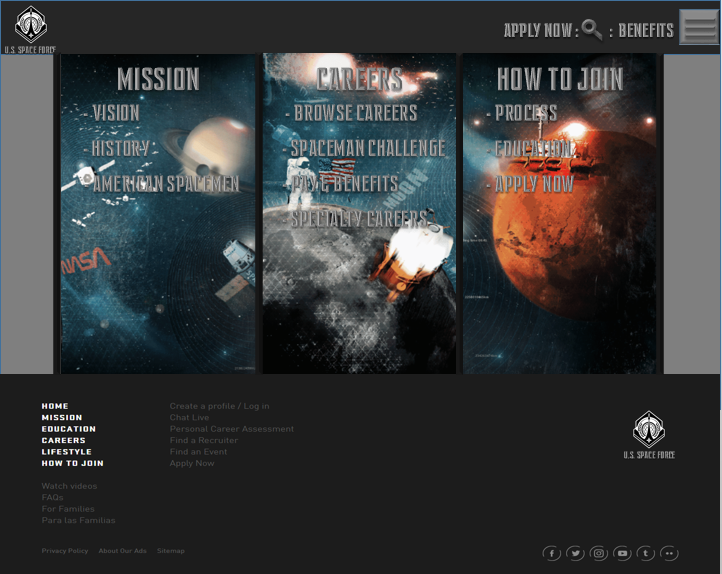 U.S. SPACE FORCE
APPLY NOW : : BENEFITS
MISSION
- VISION
- HISTORY
- AMERICAN SPACEMEN
NASA
CAREERS
- BROWSE CAREERS
- SPACEMAN CHALLENGE
- PAY & BENEFITS
- SPECIALTY CAREERS
MOON
HOW TO JOIN
- PROCESS
- EDUCATION
- APPLY NOW
HOME
MISSION
EDUCATION
CAREERS
LIFESTYLE
HOW TO JOIN
Watch videos
FAQs
For Families
Para las Familias
Create a profile / Log in
Chat Live
Personal Career Assessment
Find a Recruiter
Find an Event
Apply Now
U.S. SPACE FORCE
Privacy Policy About Our Ads Sitemap